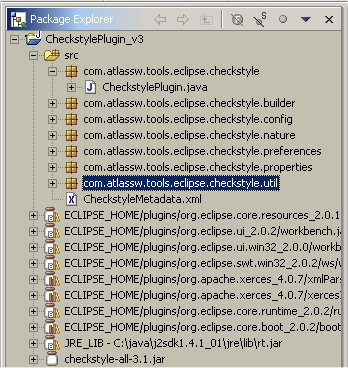 Package Explorer
CheckstylePlugin_v3
src
com.atlassw.tools.eclipse.checkstyle
CheckstylePlugin.java
com.atlassw.tools.eclipse.checkstyle.builder
com.atlassw.tools.eclipse.checkstyle.config
com.atlassw.tools.eclipse.checkstyle.nature
com.atlassw.tools.eclipse.checkstyle.preferences
com.atlassw.tools.eclipse.checkstyle.properties
com.atlassw.tools.eclipse.checkstyle.util
CheckstyleMetadata.xml
ECLIPSE_HOME/plugins/org.eclipse.core.resources_2.0.1
ECLIPSE_HOME/plugins/org.eclipse.ui_2.0.2/workbench.j
ECLIPSE_HOME/plugins/org.eclipse.ui.win32_2.0.0/workb
ECLIPSE_HOME/plugins/org.eclipse.swt.win32_2.0.2/ws/
ECLIPSE_HOME/plugins/org.apache.xerces_4.0.7/xmlPars
ECLIPSE_HOME/plugins/org.apache.xerces_4.0.7/xerces
ECLIPSE_HOME/plugins/org.eclipse.core.runtime_2.0.2/r
ECLIPSE_HOME/plugins/org.eclipse.core.boot_2.0.2/boot
JRE_LIB - C:\java\j2sdk1.4.1_01\jre\lib\rt.jar
checkstyle-all-3.1.jar